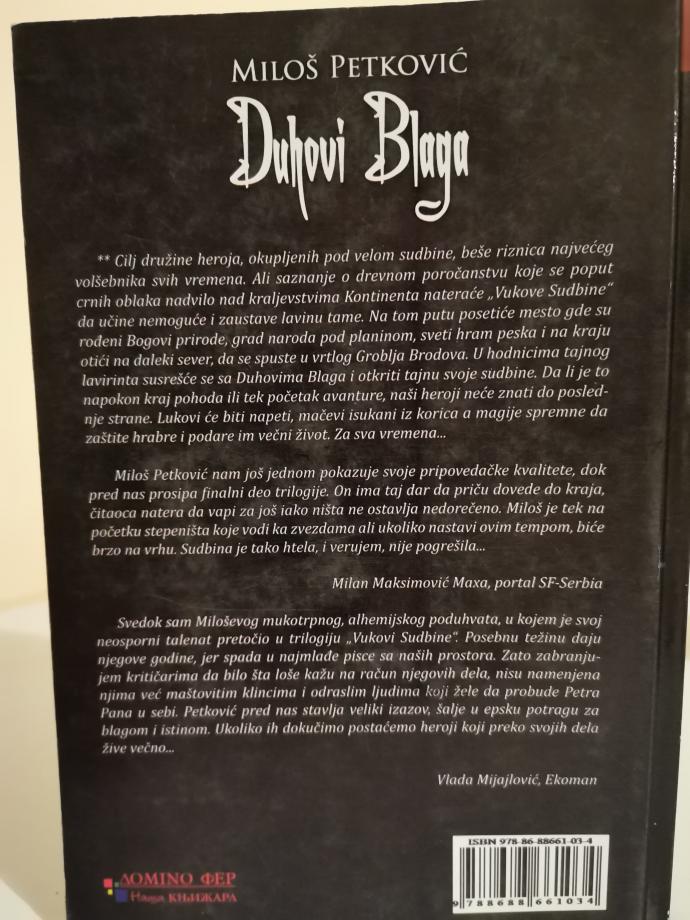 MILOŠ PETKOVIĆ
Duhovi Blaga
** Cilj družine heroja, okupljenih pod velom sudbine, beše riznica najvećeg
volšebnika svih vremena. Ali saznanje o drevnom poročanstvu koje se poput
crnih oblaka nadvilo nad kraljevstvima Kontinenta nateraće „Vukove Sudbine“
da učine nemoguće i zaustave lavinu tame. Na tom putu posetiće mesto gde su
rođeni Bogovi prirode, grad naroda pod planinom, sveti hram peska i na kraju
otići na daleki sever, da se spuste u vrtlog Groblja Brodova. U hodnicima tajnog
lavirinta susrešće se sa Duhovima Blaga i otkriti tajnu svoje sudbine. Da li je to
napokon kraj pohoda ili tek početak avanture, naši heroji neće znati do posled-
nje strane. Lukovi će biti napeti, mačevi isukani iz korica a magije spremne da
zaštite hrabre i podare im večni život. Za sva vremena...
Miloš Petković nam još jednom pokazuje svoje pripovedačke kvalitete, dok
pred nas prosipa finalni deo trilogije. On ima taj dar da priču dovede do kraja,
čitaoca natera da vapi za još iako ništa ne ostavlja nedorečeno. Miloš je tek na
početku stepeništa koje vodi ka zvezdama ali ukoliko nastavi ovim tempom, biće
brzo na vrhu. Sudbina je tako htela, i verujem, nije pogrešila...
Milan Maksimović Maxa, portal SF-Serbia
Svedok sam Miloševog mukotrpnog, alhemijskog poduhvata, u kojem je svoj
neosporni talenat pretočio u trilogiju „Vukovi Sudbine“. Posebnu težinu daju
njegove godine, jer spada u najmlađe pisce sa naših prostora. Zato zabranju-
jem kritičarima da bilo šta loše kažu na račun njegovih dela, nisu namenjena
njima već maštovitim klincima i odraslim ljudima koji žele da probude Petra
Pana u sebi. Petković pred nas stavlja veliki izazov, šalje u epsku potragu za
blagom i istinom. Ukoliko ih dokučimo postaćemo heroji koji preko svojih dela
žive večno...
Vlada Mijajlović, Ekoman
ISBN 978-86-88661-03-4
9 788688 661034
ДОМINO ФЕР
Наша КЊИЖАРА